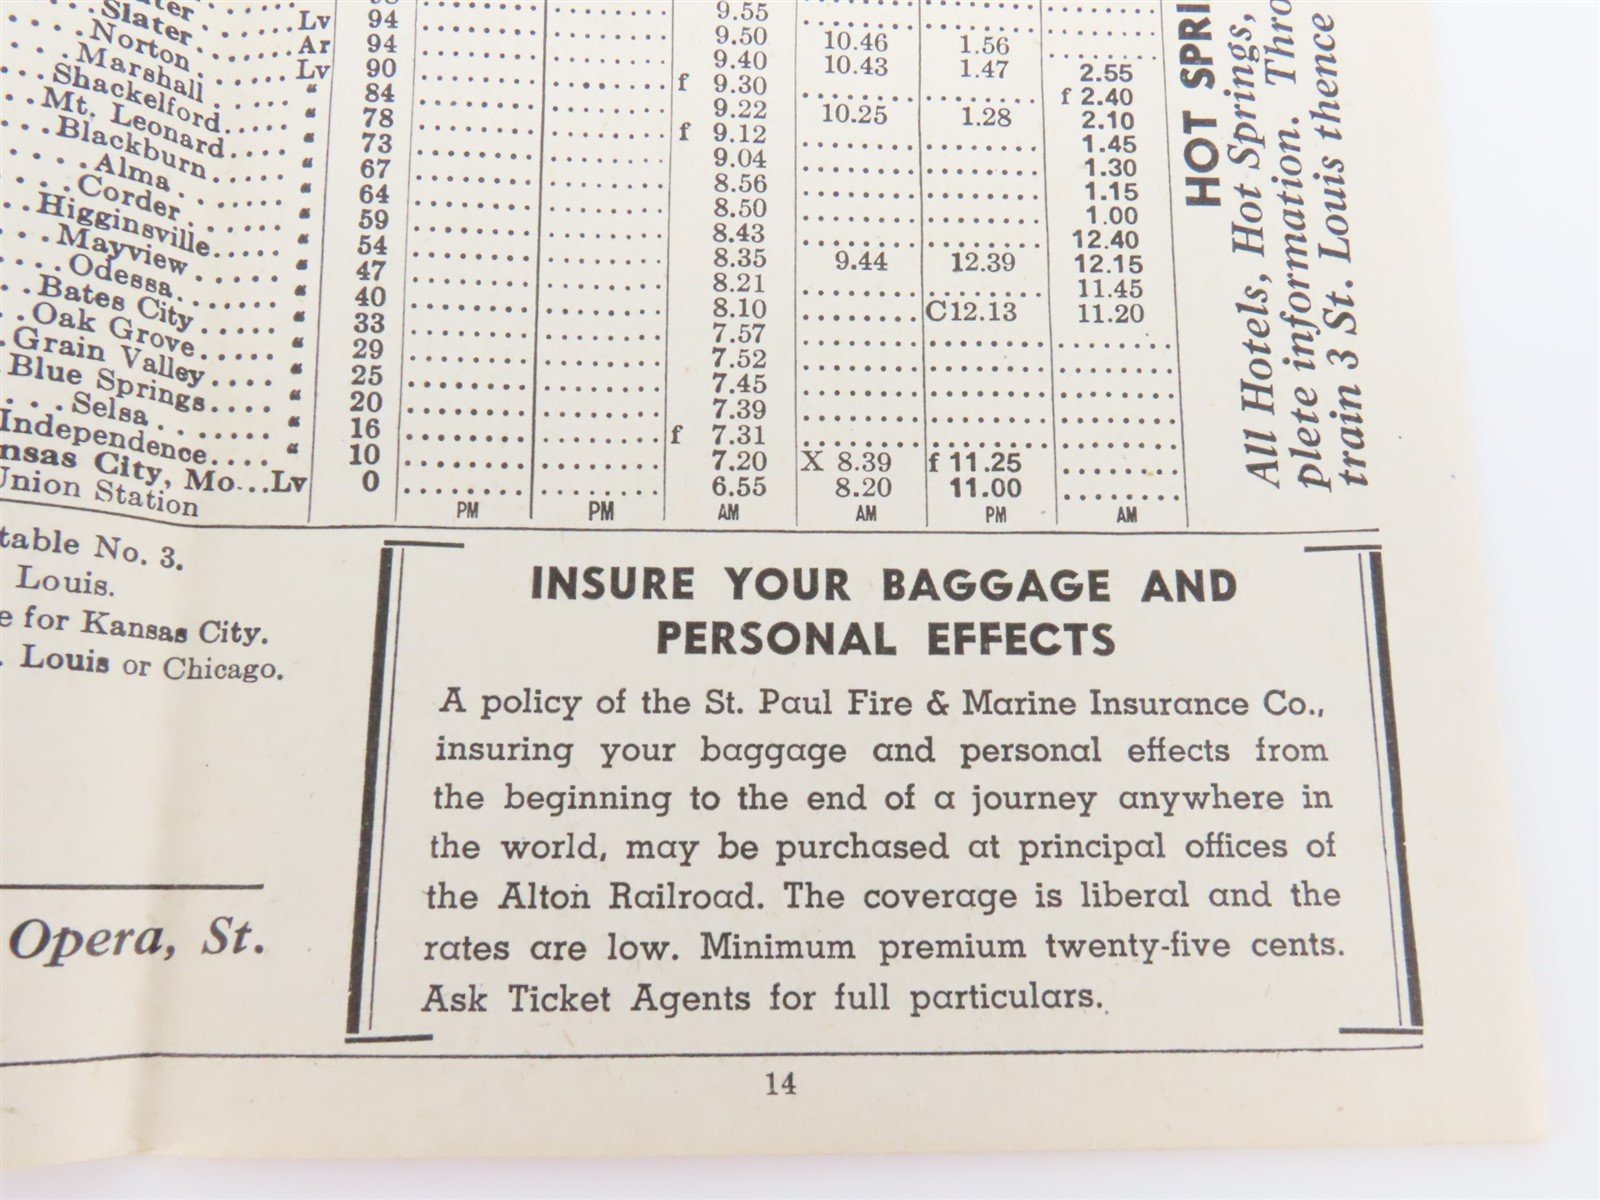 9.55
Slater Lv 94 9.50 10.46 1.56
Ar 94 9.40 10.43 1.47 2.55
Norton Lv 90 f 9.30 f 2.40
Marshall " 84 9.22 10.25 1.28 2.10
Shackelford " 78 f 9.12 1.45
Mt. Leonard " 73 9.04 1.30
Blackburn " 67 8.56 1.15
Alma " 64 8.50 1.00
Corder " 59 8.43 12.40
Higginsville " 54 8.35 9.44 12.39 12.15
Mayview " 47 8.21 11.45
Odessa " 40 8.10 C12.13 11.20
Bates City " 33 7.57
Oak Grove " 29 7.52
Grain Valley " 25 7.45
Blue Springs " 20 7.39
Selsa " 16 f 7.31
Independence " 10 7.20 X 8.39 f 11.25
nsas City, Mo. Lv 0 6.55 8.20 11.00
Union Station
PM PM AM AM PM AM
HOT SPRI
All Hotels, Hot Springs,
plete information. Thro
train 3 St. Louis thence
table No. 3.
Louis.
e for Kansas City.
. Louis or Chicago.
Opera, St.
INSURE YOUR BAGGAGE AND
PERSONAL EFFECTS
A policy of the St. Paul Fire & Marine Insurance Co.,
insuring your baggage and personal effects from
the beginning to the end of a journey anywhere in
the world, may be purchased at principal offices of
the Alton Railroad. The coverage is liberal and the
rates are low. Minimum premium twenty-five cents.
Ask Ticket Agents for full particulars.
14